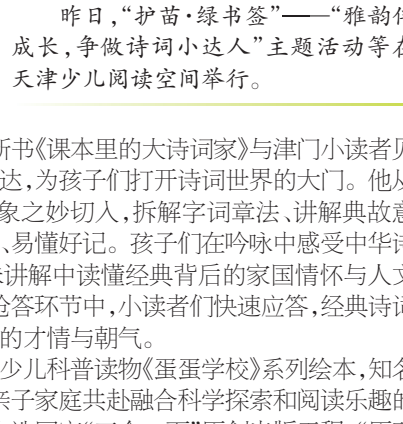 昨日，“护苗·绿书签”——“雅韵伴
成长，争做诗词小达人”主题活动等在
天津少儿阅读空间举行。
新书《课本里的大诗词家》与津门小读者见
达，为孩子们打开诗词世界的大门。他从
象之妙切入，拆解字词章法、讲解典故意
、易懂好记。孩子们在吟咏中感受中华诗
讲解中读懂经典背后的家国情怀与人文
抢答环节中，小读者们快速应答，经典诗词
的才情与朝气。
少儿科普读物《蛋蛋学校》系列绘本，知名
亲子家庭共赴融合科学探索和阅读乐趣的